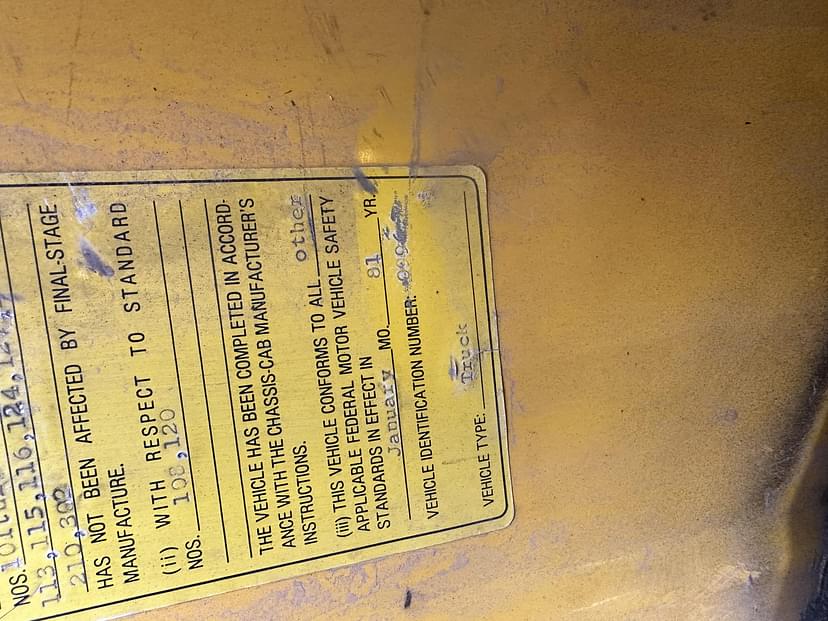 NOS.
113,115,116,124,
210,302
HAS NOT BEEN AFFECTED BY FINAL-STAGE
MANUFACTURE.
(ii) WITH RESPECT TO STANDARD
108,120
NOS.
THE VEHICLE HAS BEEN COMPLETED IN ACCORD-
ANCE WITH THE CHASSIS-CAB MANUFACTURER'S
INSTRUCTIONS.
(iii) THIS VEHICLE CONFORMS TO ALL other
APPLICABLE FEDERAL MOTOR VEHICLE SAFETY
STANDARDS IN EFFECT IN
January MO. 81 YR.
VEHICLE IDENTIFICATION NUMBER:
VEHICLE TYPE: Truck